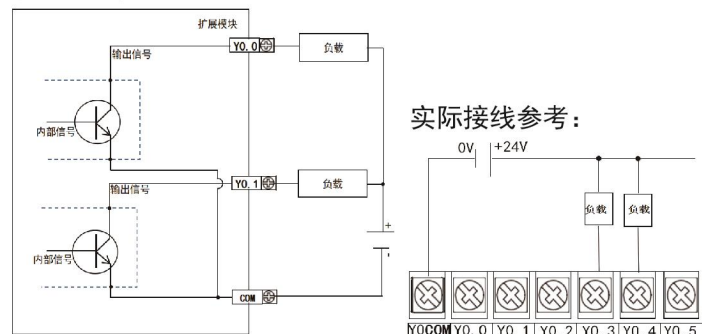 扩展模块
Y0.0
负载
输出信号
内部信号
Y0.1
负载
输出信号
内部信号
+
-
COM
实际接线参考：
0V +24V
负载 负载
Y0COM Y0.0 Y0.1 Y0.2 Y0.3 Y0.4 Y0.5